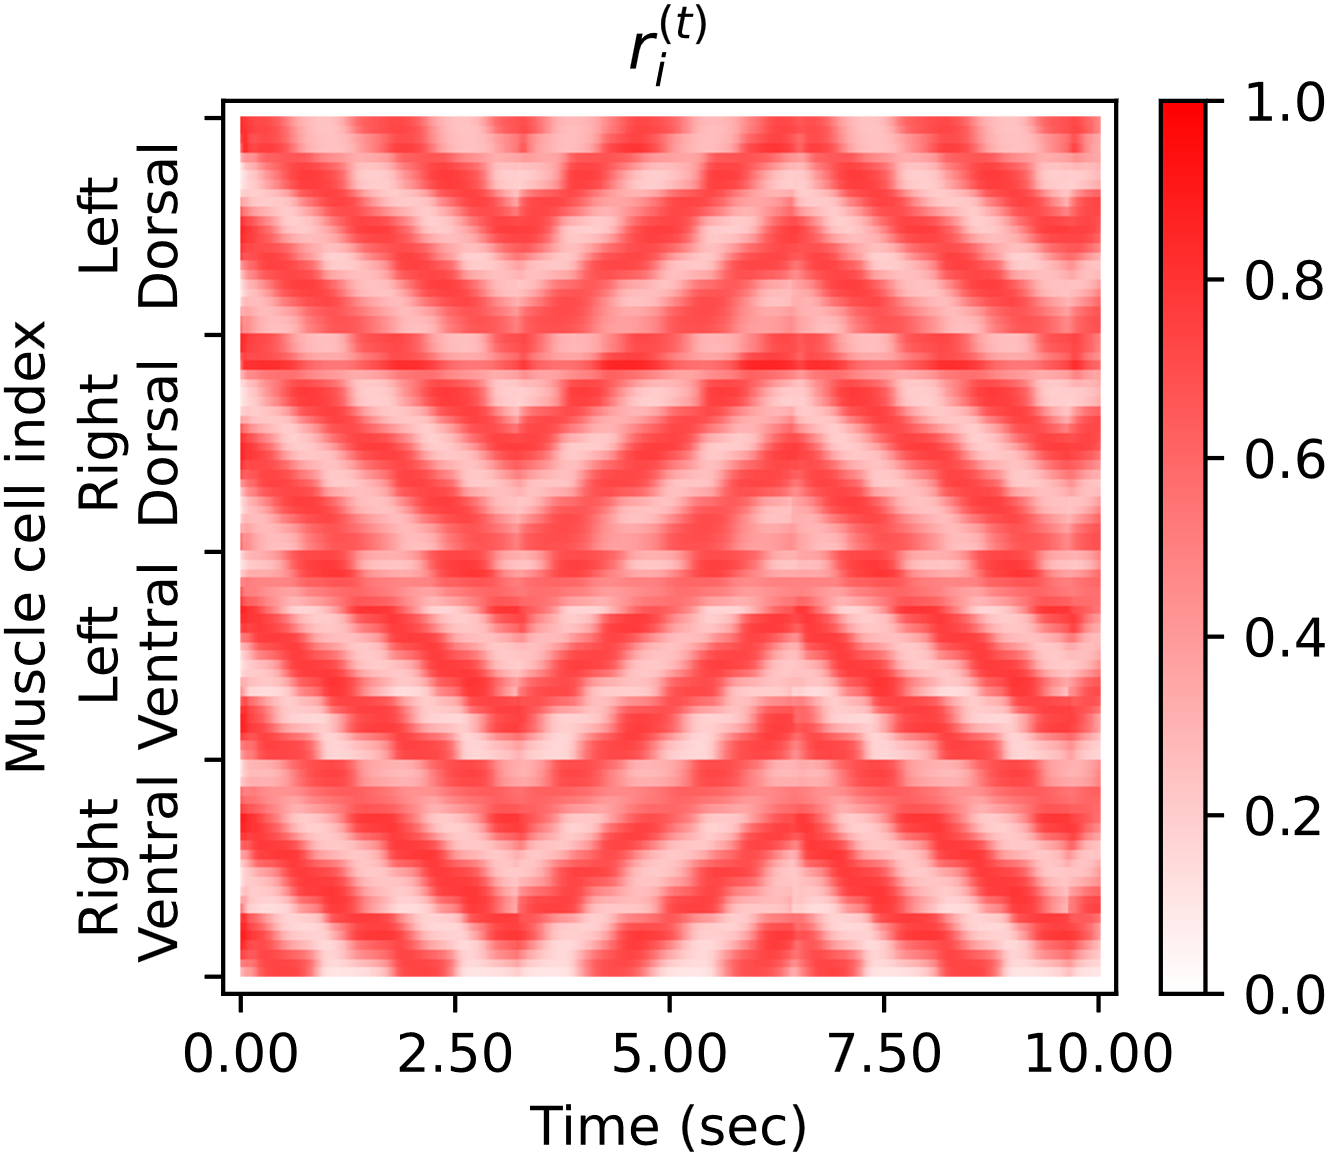 r_i^(t)
Muscle cell index
Left
Dorsal
Right
Dorsal
Left
Ventral
Right
Ventral
1.0
0.8
0.6
0.4
0.2
0.0
0.00 2.50 5.00 7.50 10.00
Time (sec)